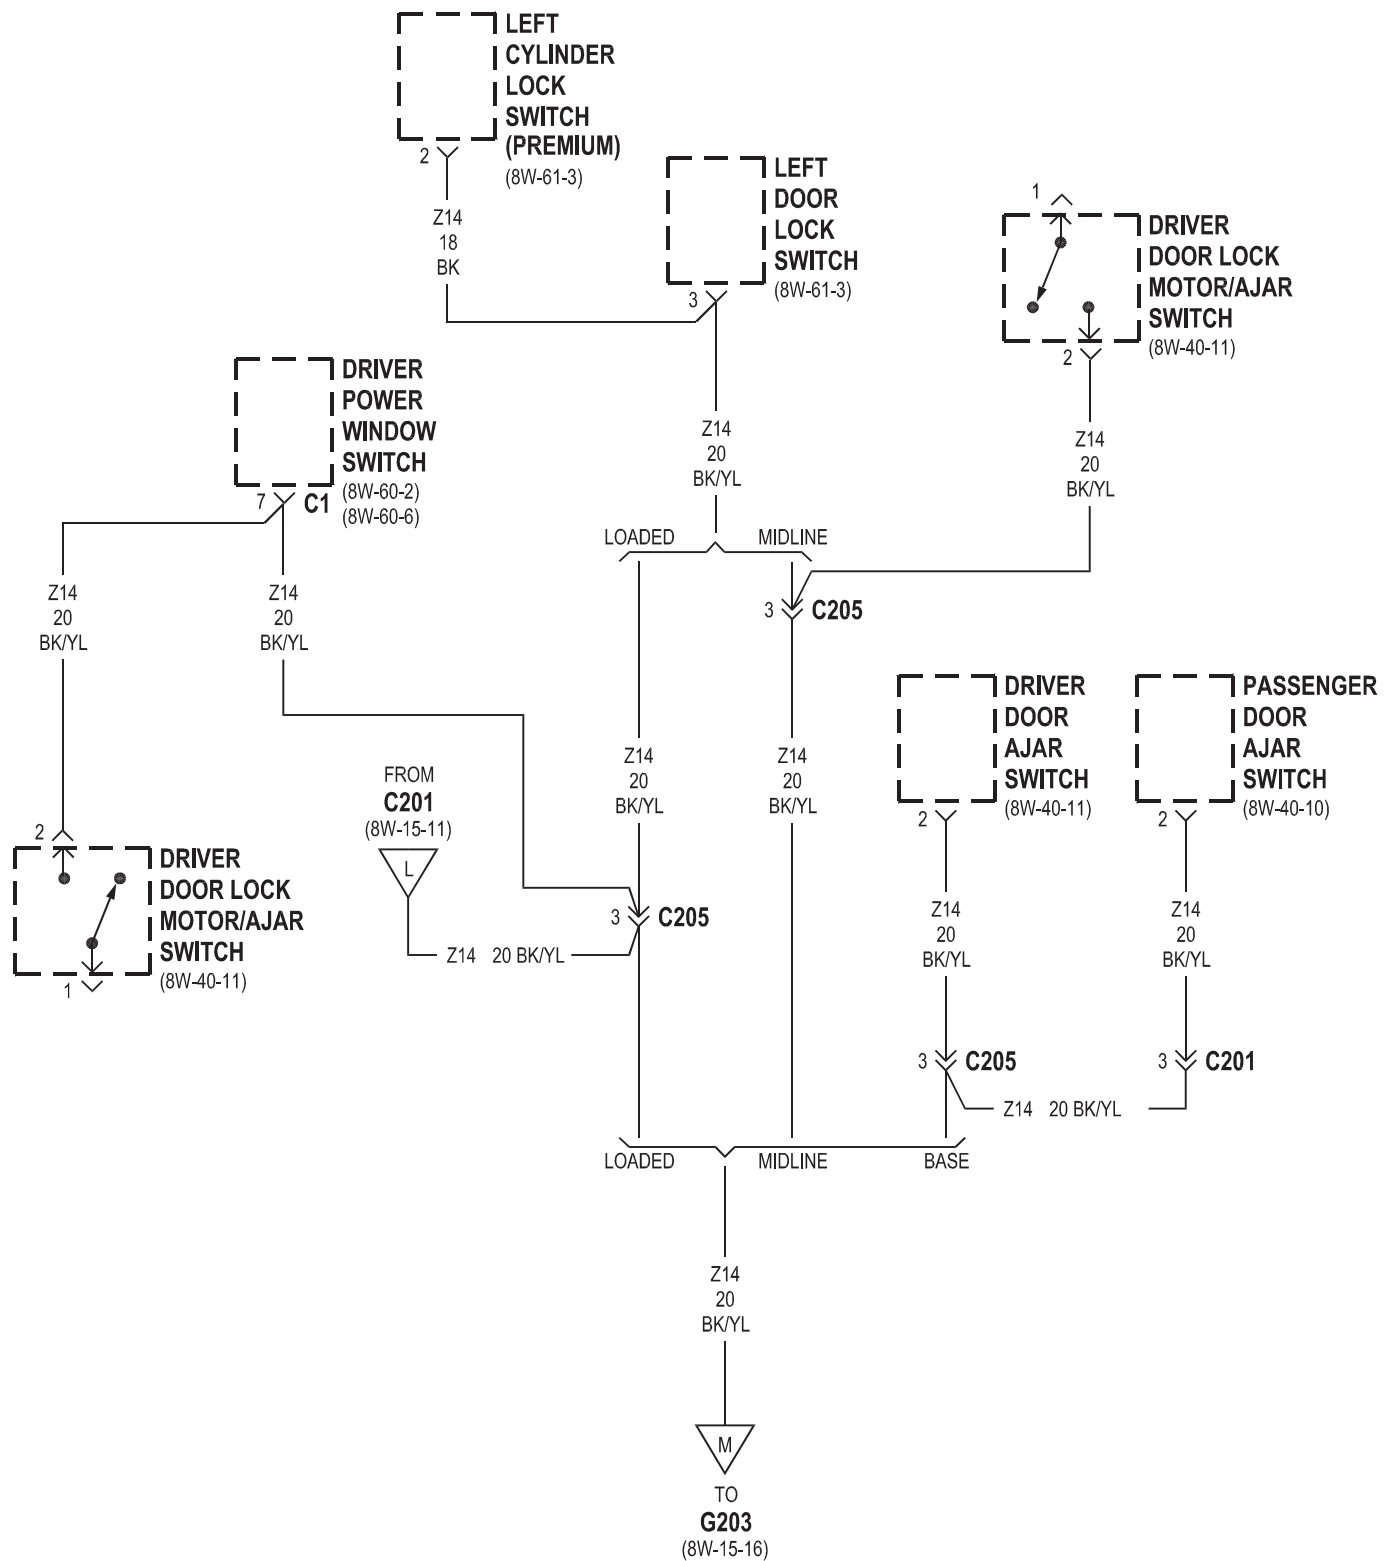 LEFT
CYLINDER
LOCK
SWITCH
(PREMIUM)
(8W-61-3)
2
Z14
18
BK
LEFT
DOOR
LOCK
SWITCH
(8W-61-3)
3
1
DRIVER
DOOR LOCK
MOTOR/AJAR
SWITCH
(8W-40-11)
2
DRIVER
POWER
WINDOW
SWITCH
(8W-60-2)
(8W-60-6)
7
C1
Z14
20
BK/YL
Z14
20
BK/YL
LOADED
MIDLINE
3
C205
Z14
20
BK/YL
Z14
20
BK/YL
DRIVER
DOOR
AJAR
SWITCH
(8W-40-11)
2
PASSENGER
DOOR
AJAR
SWITCH
(8W-40-10)
2
Z14
20
BK/YL
Z14
20
BK/YL
FROM
C201
(8W-15-11)
L
2
DRIVER
DOOR LOCK
MOTOR/AJAR
SWITCH
(8W-40-11)
1
3
C205
Z14 20 BK/YL
Z14
20
BK/YL
Z14
20
BK/YL
3
C205
3
C201
Z14 20 BK/YL
LOADED
MIDLINE
BASE
Z14
20
BK/YL
M
TO
G203
(8W-15-16)